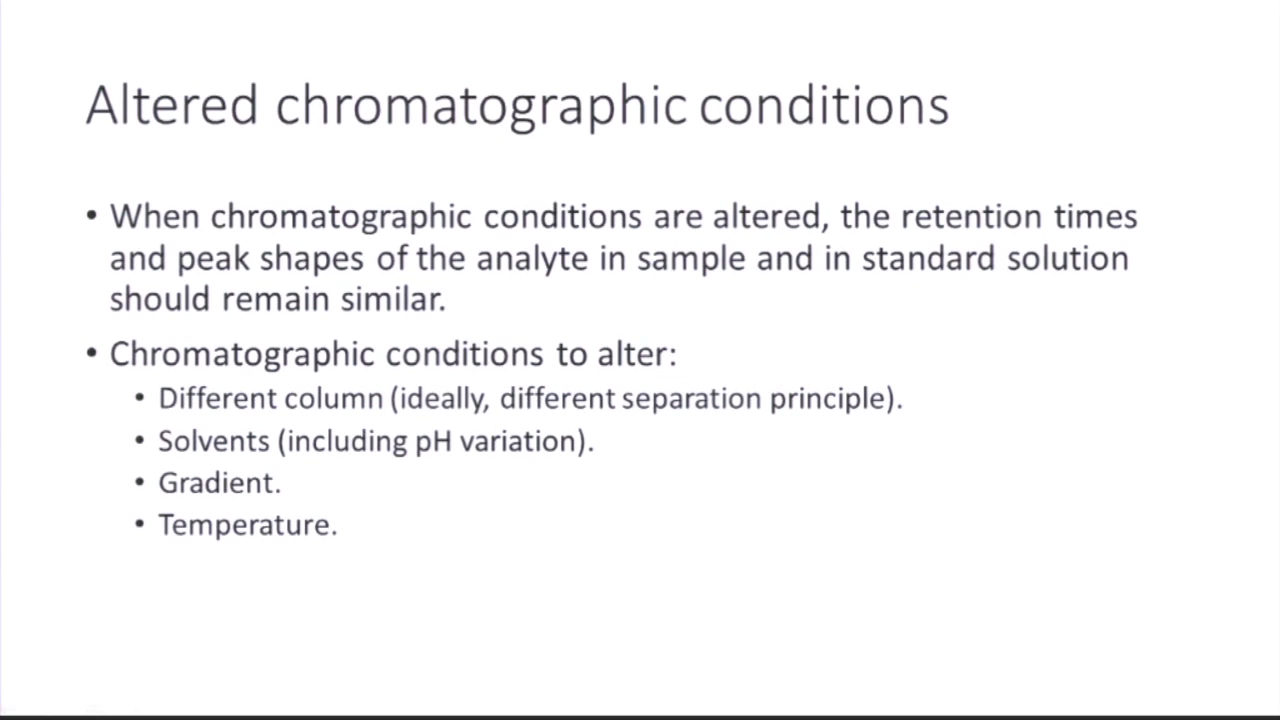 Altered chromatographic conditions
• When chromatographic conditions are altered, the retention times
and peak shapes of the analyte in sample and in standard solution
should remain similar.
• Chromatographic conditions to alter:
• Different column (ideally, different separation principle).
• Solvents (including pH variation).
• Gradient.
• Temperature.